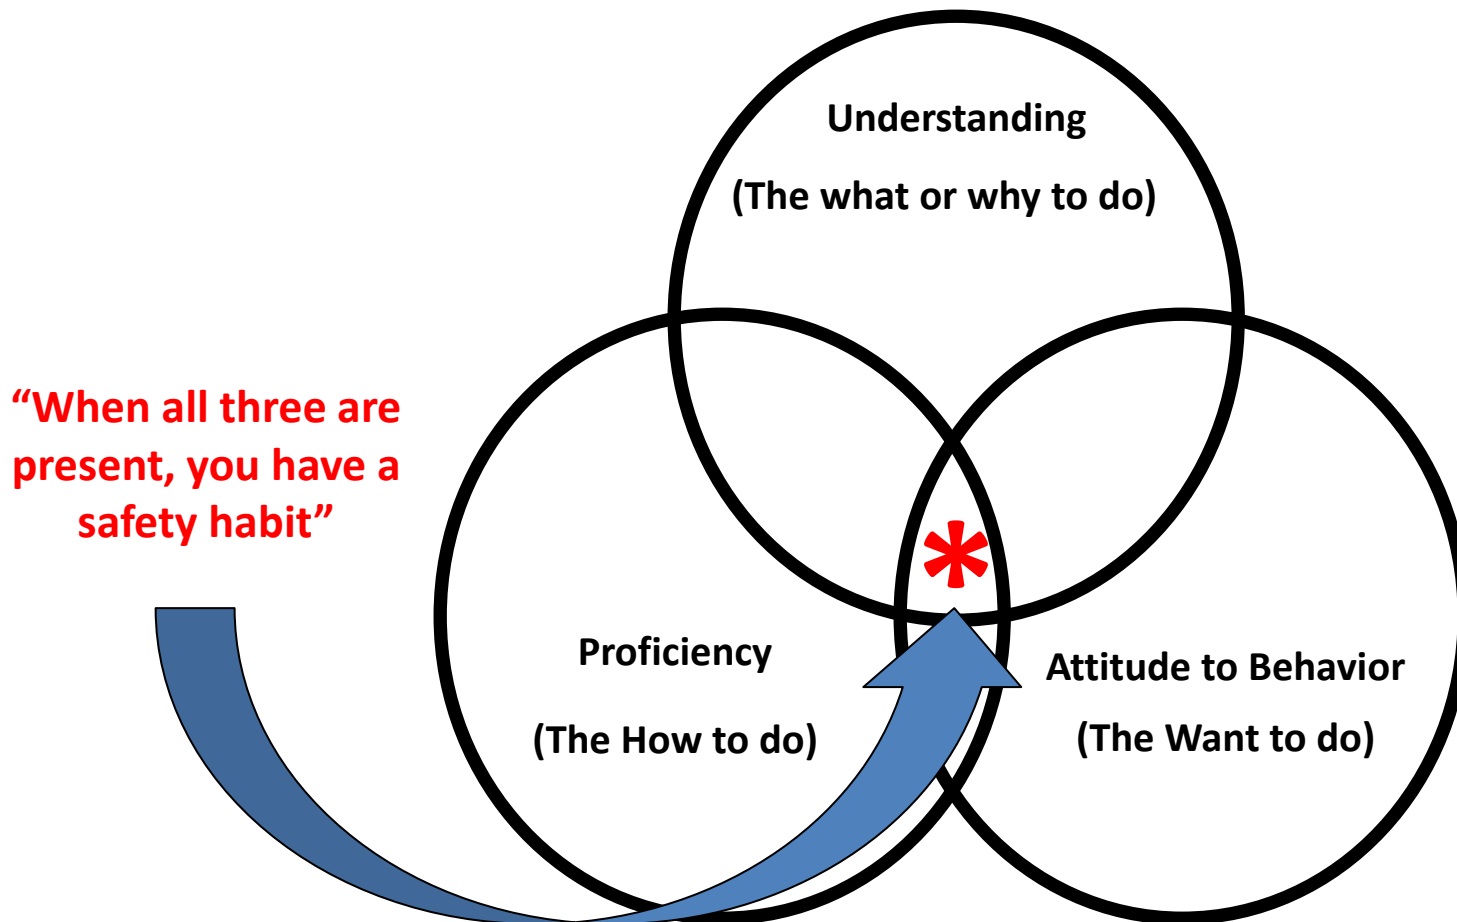 Understanding
(The what or why to do)
“When all three are
present, you have a
safety habit”
*
Proficiency
(The How to do)
Attitude to Behavior
(The Want to do)